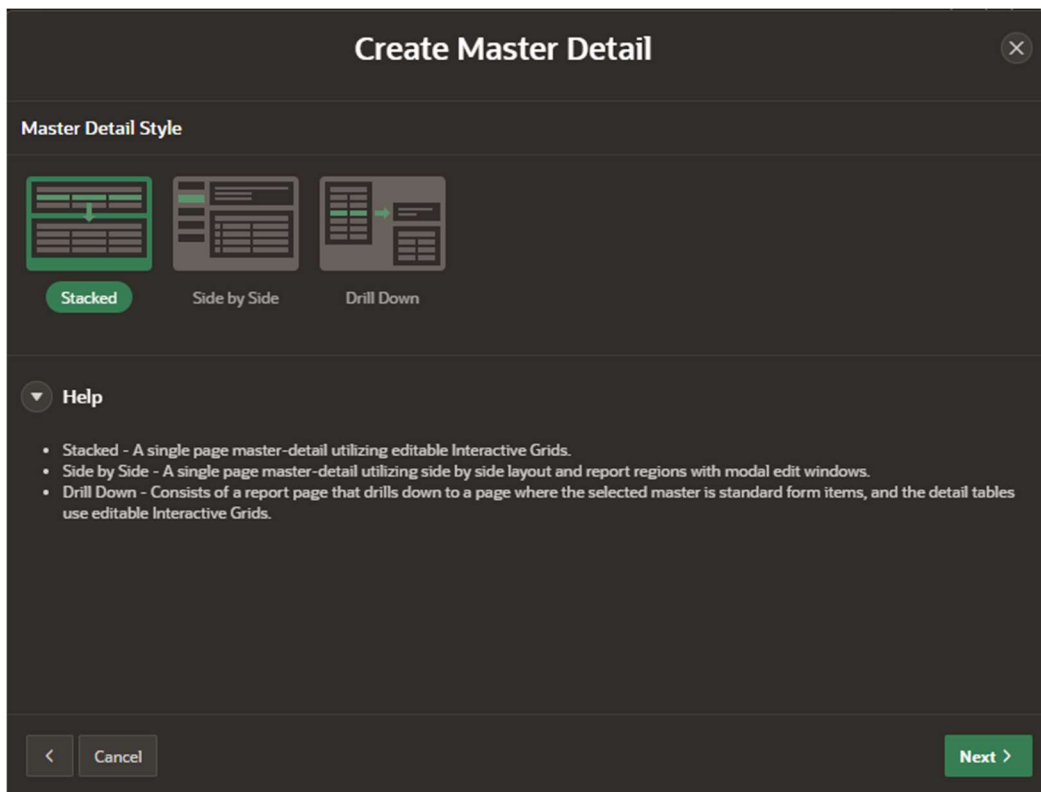 Create Master Detail
Master Detail Style
Stacked
Side by Side
Drill Down
Help
• Stacked - A single page master-detail utilizing editable Interactive Grids.
• Side by Side - A single page master-detail utilizing side by side layout and report regions with modal edit windows.
• Drill Down - Consists of a report page that drills down to a page where the selected master is standard form items, and the detail tables
use editable Interactive Grids.
Cancel
Next